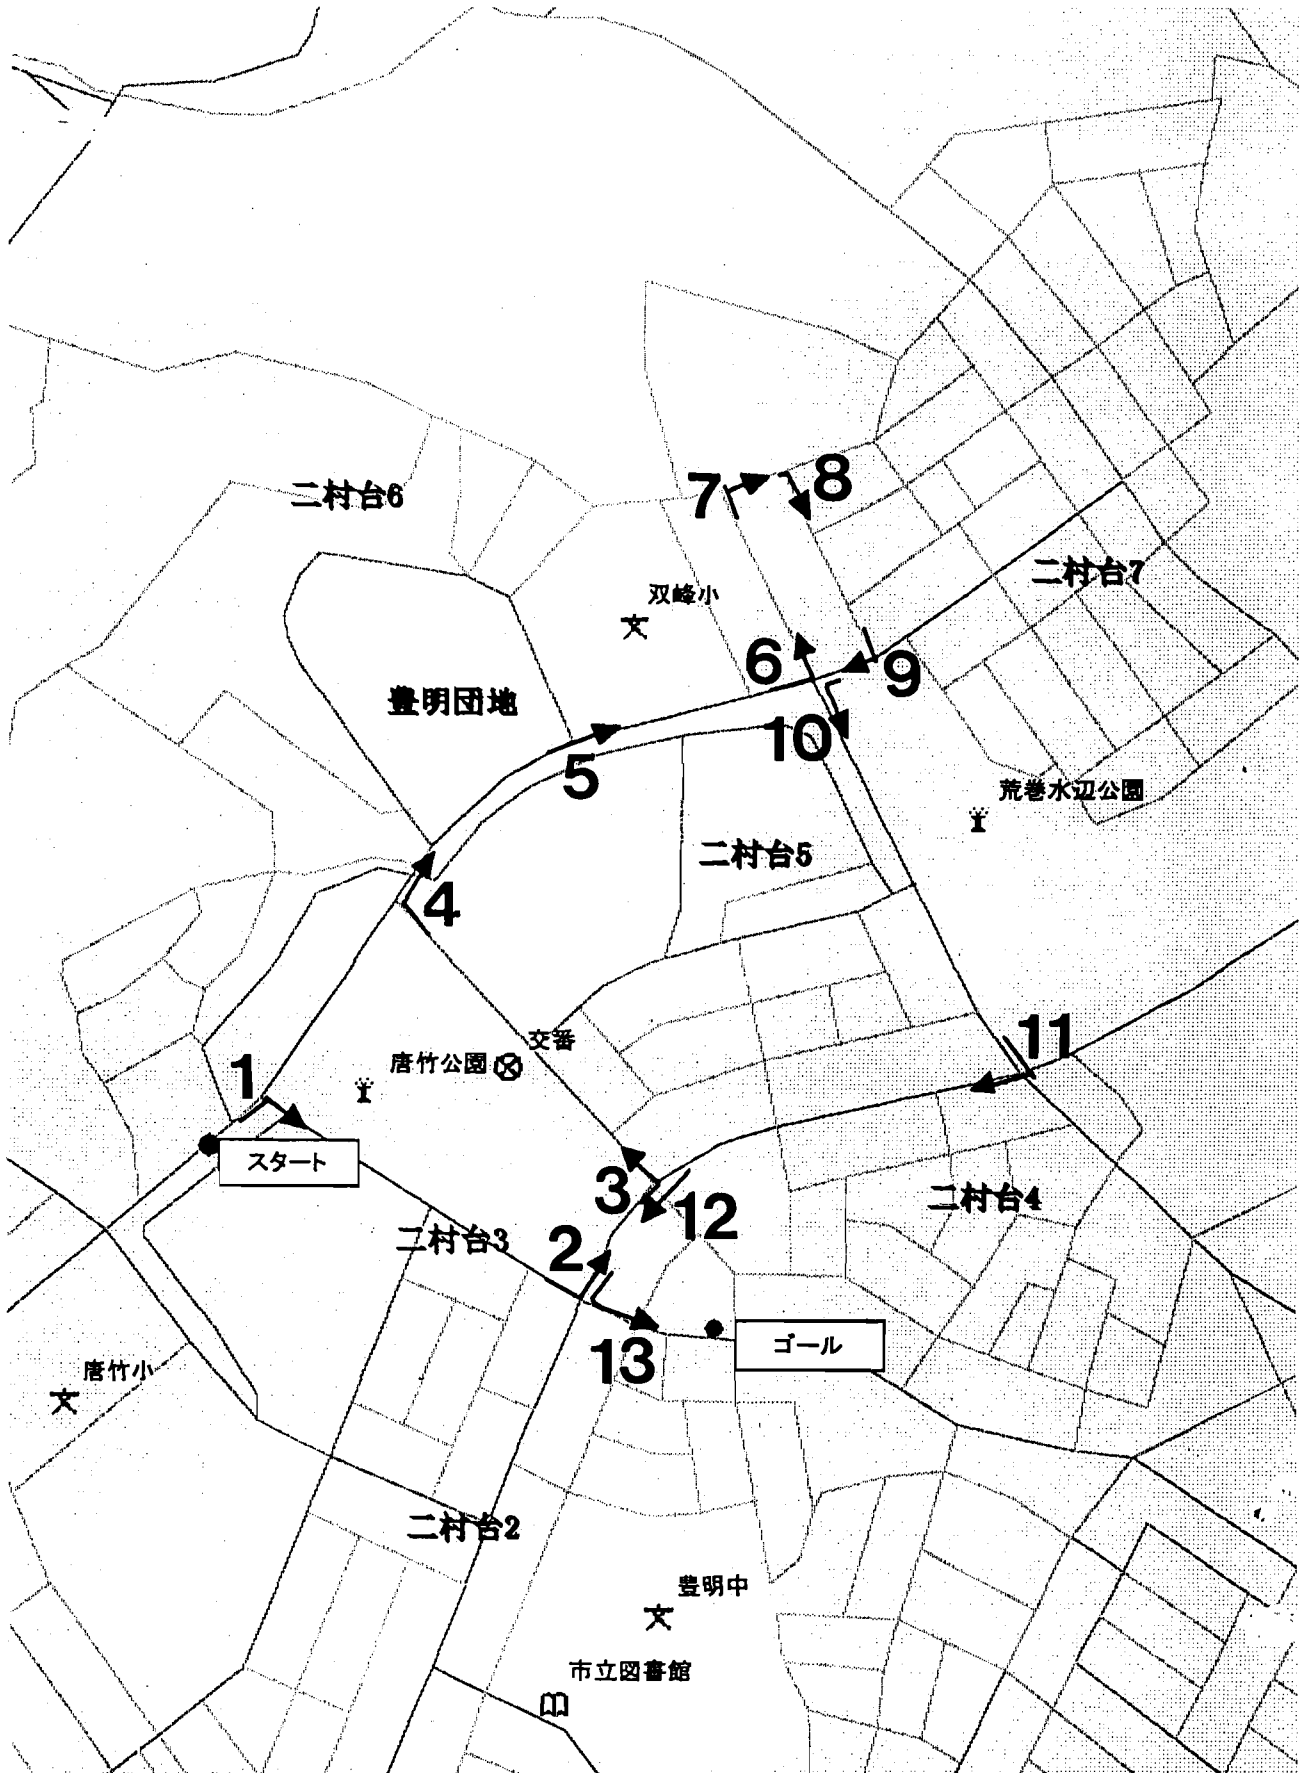 二村台6
7
8
二村台7
双峰小
6
9
豊明団地
10
5
荒巻水辺公園
二村台5
4
11
交番
唐竹公園
1
スタート
3
12
二村台4
二村台3
2
13
ゴール
唐竹小
二村台2
豊明中
市立図書館